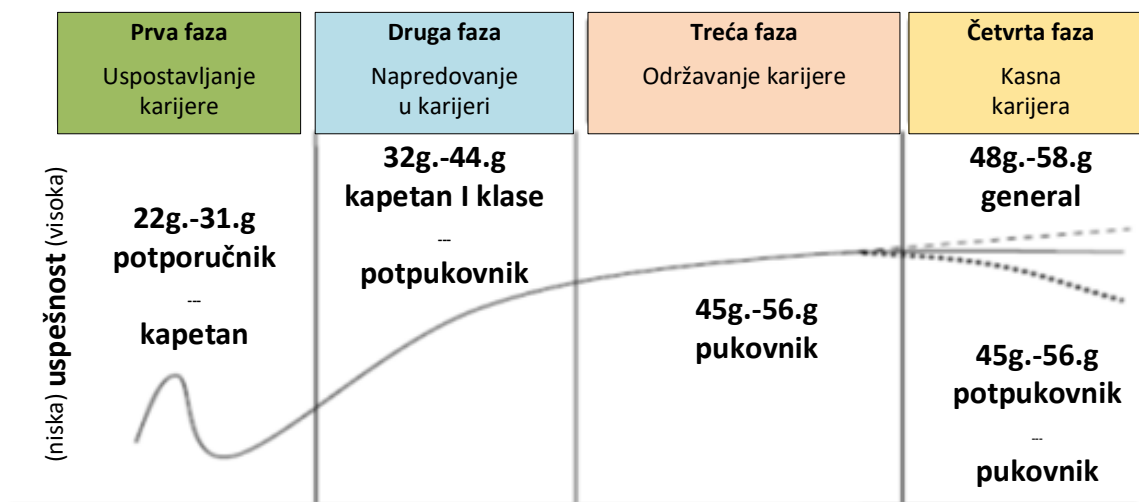 Prva faza
Uspostavljanje
karijere
Druga faza
Napredovanje
u karijeri
Treća faza
Održavanje karijere
Četvrta faza
Kasna
karijera
(niska) uspešnost (visoka)
22g.-31.g
potporučnik
---
kapetan
32g.-44.g
kapetan I klase
---
potpukovnik
45g.-56.g
pukovnik
48g.-58.g
general
45g.-56.g
potpukovnik
---
pukovnik